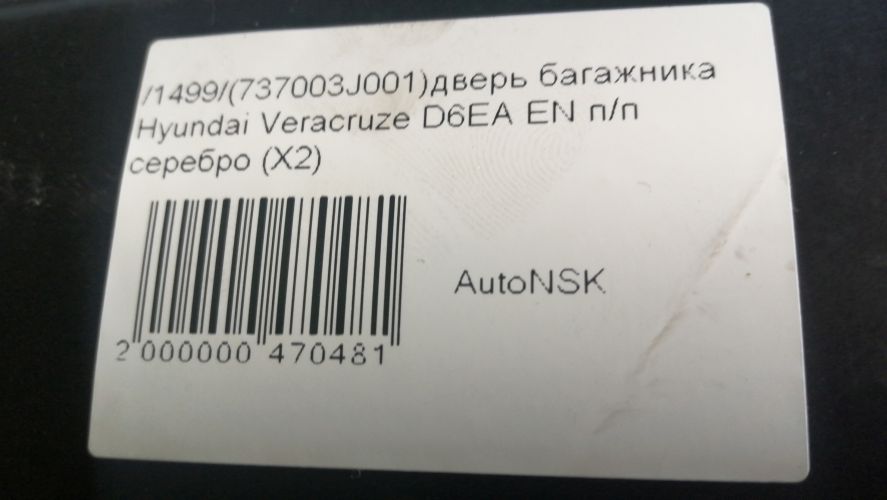 /1499/(737003J001)дверь багажника
Hyundai Veracruze D6EA EN п/п
серебро (X2)
AutoNSK
2 000000 470481